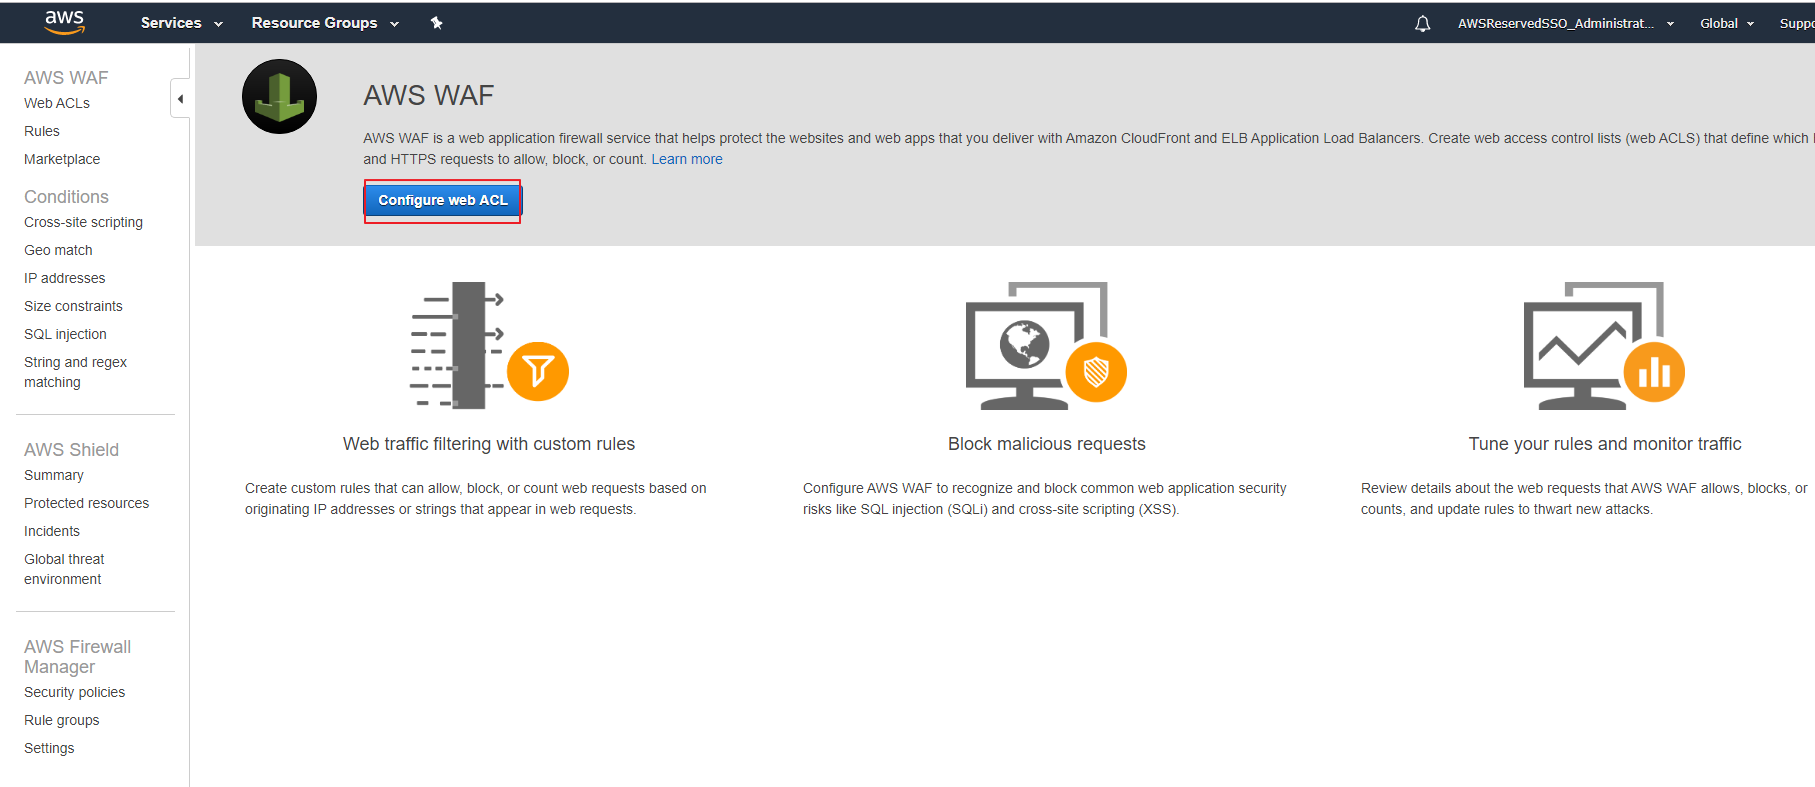 aws
Services
Resource Groups
AWSReservedSSO_Administrat...
Global
AWS WAF
Web ACLs
Rules
Marketplace
Conditions
Cross-site scripting
Geo match
IP addresses
Size constraints
SQL injection
String and regex
matching
AWS Shield
Summary
Protected resources
Incidents
Global threat
environment
AWS Firewall
Manager
Security policies
Rule groups
Settings
AWS WAF
AWS WAF is a web application firewall service that helps protect the websites and web apps that you deliver with Amazon CloudFront and ELB Application Load Balancers. Create web access control lists (web ACLS) that define which
and HTTPS requests to allow, block, or count. Learn more
Configure web ACL
Web traffic filtering with custom rules
Create custom rules that can allow, block, or count web requests based on
originating IP addresses or strings that appear in web requests.
Block malicious requests
Configure AWS WAF to recognize and block common web application security
risks like SQL injection (SQLi) and cross-site scripting (XSS).
Tune your rules and monitor traffic
Review details about the web requests that AWS WAF allows, blocks, or
counts, and update rules to thwart new attacks.